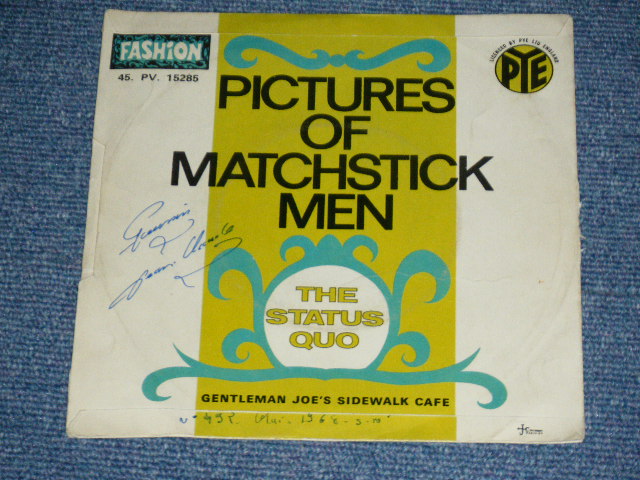 FASHION
45. PV. 15285
LICENSED BY PYE LTD ENGLAND
PYE
PICTURES
OF
MATCHSTICK
MEN
THE
STATUS
QUO
GENTLEMAN JOE'S SIDEWALK CAFE